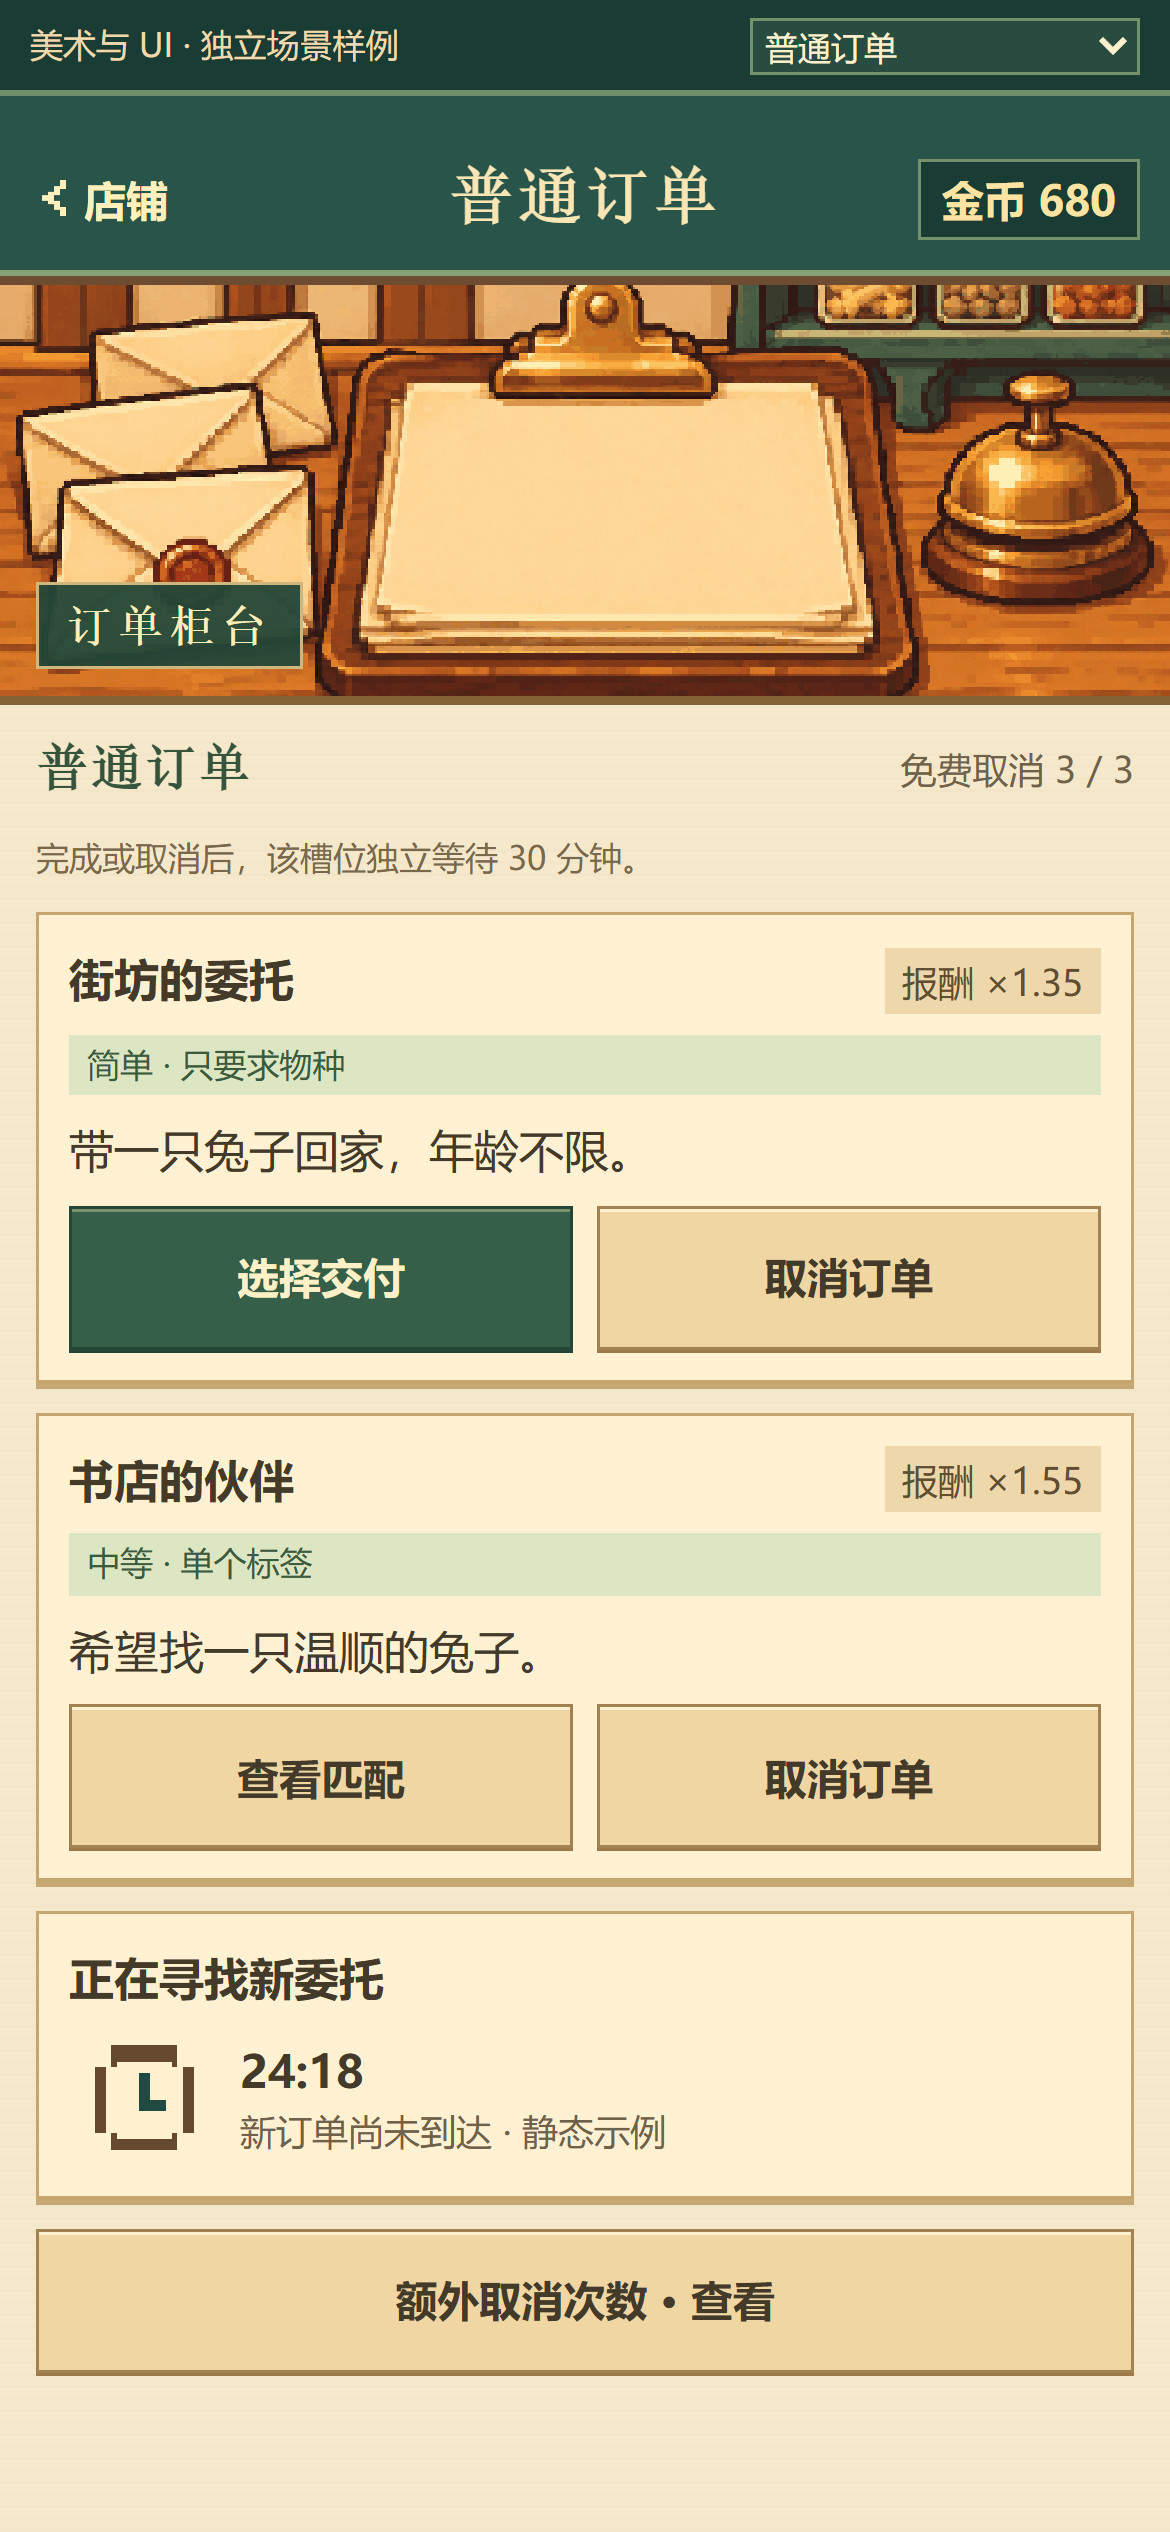 美术与 UI · 独立场景样例
普通订单
店铺
普通订单
金币 680
订单柜台
普通订单
免费取消 3 / 3
完成或取消后，该槽位独立等待 30 分钟。
街坊的委托
报酬 ×1.35
简单 · 只要求物种
带一只兔子回家，年龄不限。
选择交付
取消订单
书店的伙伴
报酬 ×1.55
中等 · 单个标签
希望找一只温顺的兔子。
查看匹配
取消订单
正在寻找新委托
24:18
新订单尚未到达 · 静态示例
额外取消次数 · 查看